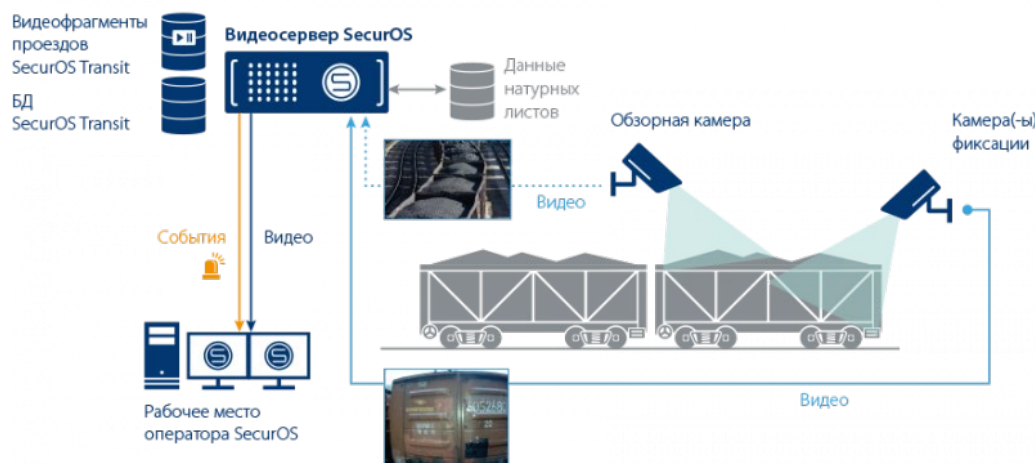 Видеофрагменты
проездов
SecurOS Transit
БД
SecurOS Transit
Видеосервер SecurOS
Данные
натурных
листов
Обзорная камера
Камера(-ы)
фиксации
Видео
События
Видео
Рабочее место
оператора SecurOS
Видео